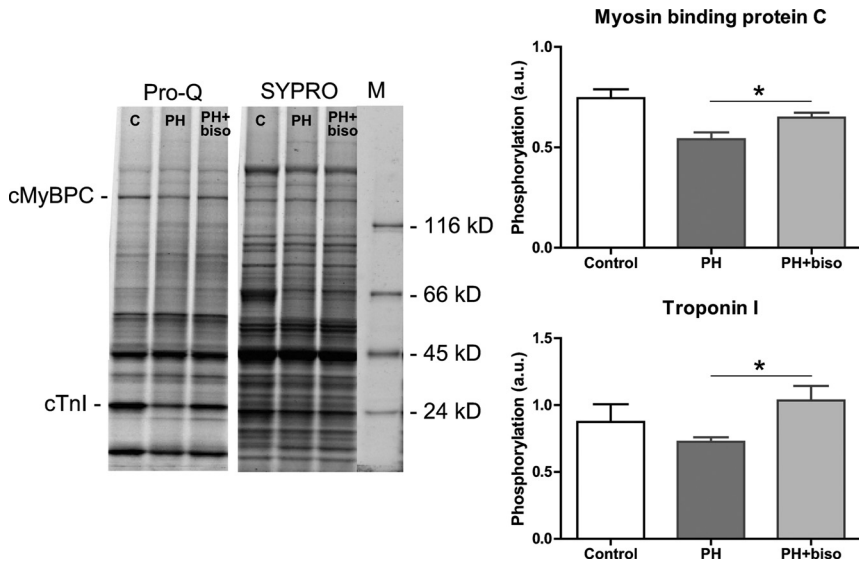 Pro-Q SYPRO M
C PH PH+ biso C PH PH+ biso
cMyBPC -
- 116 kD
- 66 kD
- 45 kD
cTnI -
- 24 kD
Myosin binding protein C
Phosphorylation (a.u.)
1.0
*
0.5
0.0
Control PH PH+biso
Troponin I
Phosphorylation (a.u.)
1.5
*
1.0
0.5
0.0
Control PH PH+biso